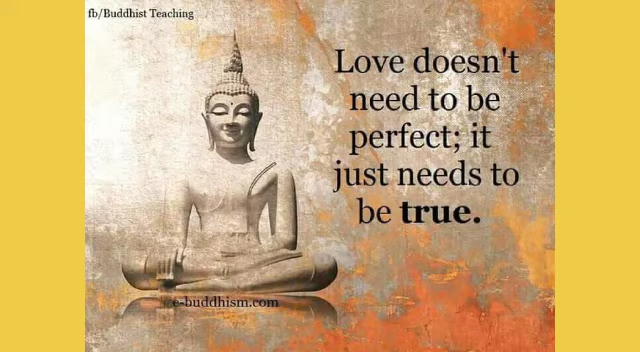 fb/Buddhist Teaching
Love doesn't
need to be
perfect; it
just needs to
be true.
e-buddhism.com